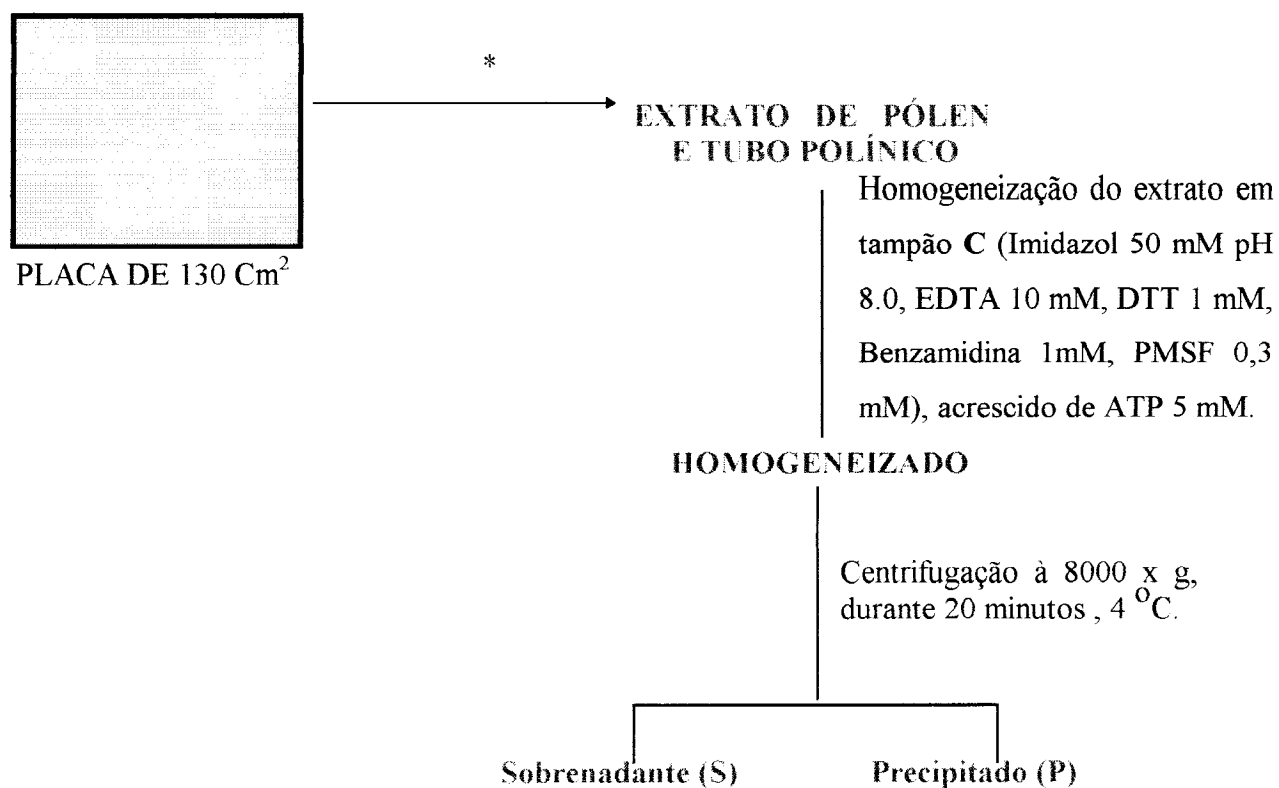 *
EXTRATO DE PÓLEN
E TUBO POLÍNICO
PLACA DE 130 Cm²
Homogeneização do extrato em
tampão C (Imidazol 50 mM pH
8.0, EDTA 10 mM, DTT 1 mM,
Benzamidina 1mM, PMSF 0,3
mM), acrescido de ATP 5 mM.
HOMOGENEIZADO
Centrifugação à 8000 x g,
durante 20 minutos , 4 °C.
Sobrenadante (S) Precipitado (P)